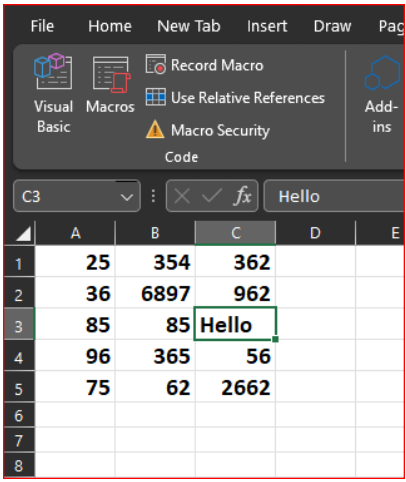 File Home New Tab Insert Draw Pag
Visual Basic Macros Record Macro
Use Relative References
Macro Security
Add-ins
Code
C3 fx Hello
A B C D E
1 25 354 362
2 36 6897 962
3 85 85 Hello
4 96 365 56
5 75 62 2662
6
7
8